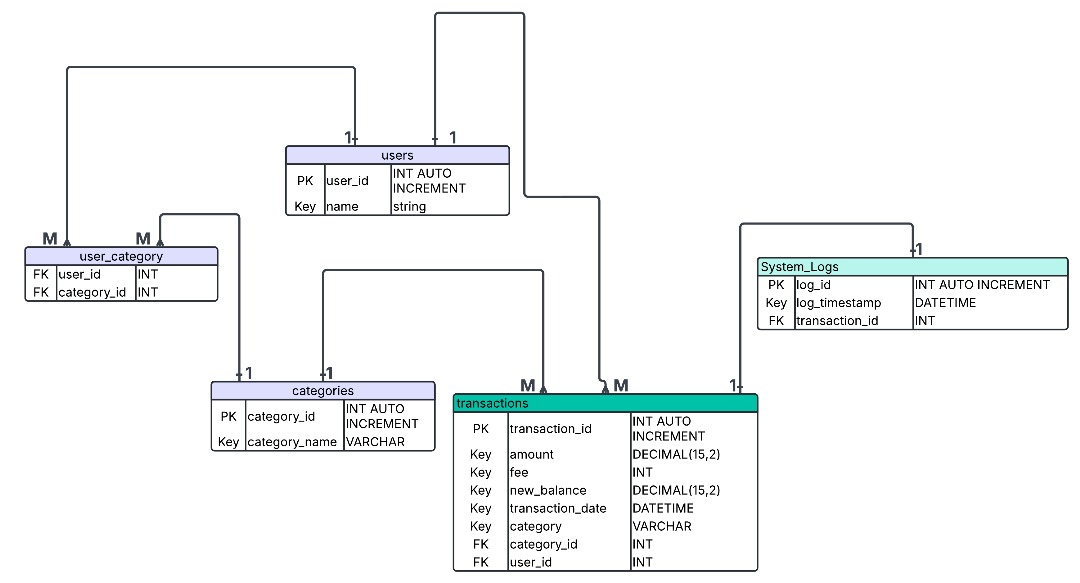 1 1
users
PK user_id INT AUTO
INCREMENT
Key name string
M M
user_category
FK user_id INT
FK category_id INT
1
System_Logs
PK log_id INT AUTO INCREMENT
Key log_timestamp DATETIME
FK transaction_id INT
1 1
categories
PK category_id INT AUTO
INCREMENT
Key category_name VARCHAR
M M 1
transactions
PK transaction_id INT AUTO
INCREMENT
Key amount DECIMAL(15,2)
Key fee INT
Key new_balance DECIMAL(15,2)
Key transaction_date DATETIME
Key category VARCHAR
FK category_id INT
FK user_id INT